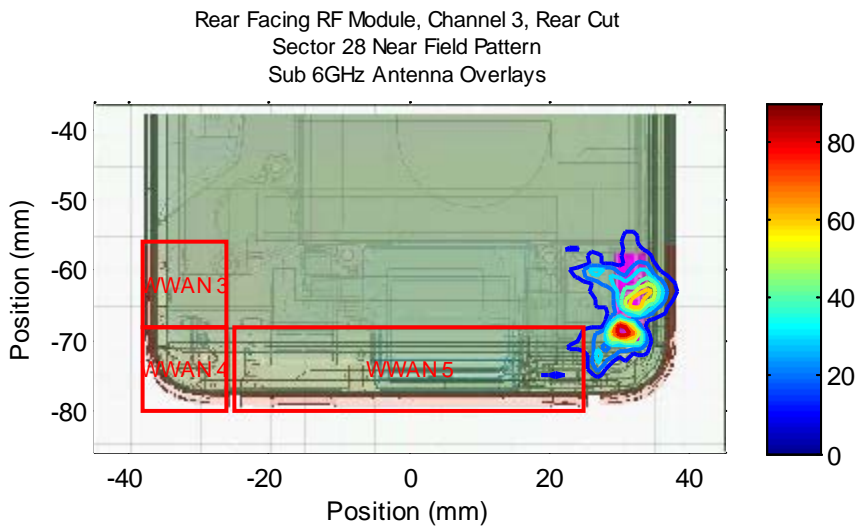 Rear Facing RF Module, Channel 3, Rear Cut
Sector 28 Near Field Pattern
Sub 6GHz Antenna Overlays
-40
-50
-60
-70
-80
Position (mm)
WWAN 3
WWAN 4
WWAN 5
80
60
40
20
0
-40
-20
0
20
40
Position (mm)